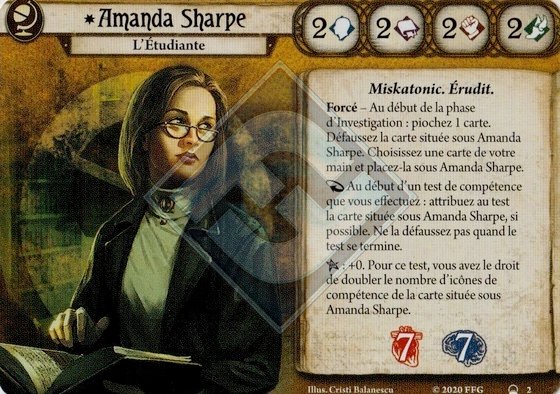 Amanda Sharpe
L'Étudiante
2 2 2 2
Miskatonic. Érudit.
Forcé – Au début de la phase
d'Investigation : piochez 1 carte.
Défaussez la carte située sous Amanda
Sharpe. Choisissez une carte de votre
main et placez-la sous Amanda Sharpe.
Au début d'un test de compétence
que vous effectuez : attribuez au test
la carte située sous Amanda Sharpe, si
possible. Ne la défaussez pas quand le
test se termine.
: +0. Pour ce test, vous avez le droit
de doubler le nombre d'icônes de
compétence de la carte située sous
Amanda Sharpe.
7 7
Illus. Cristi Balanescu © 2020 FFG 2